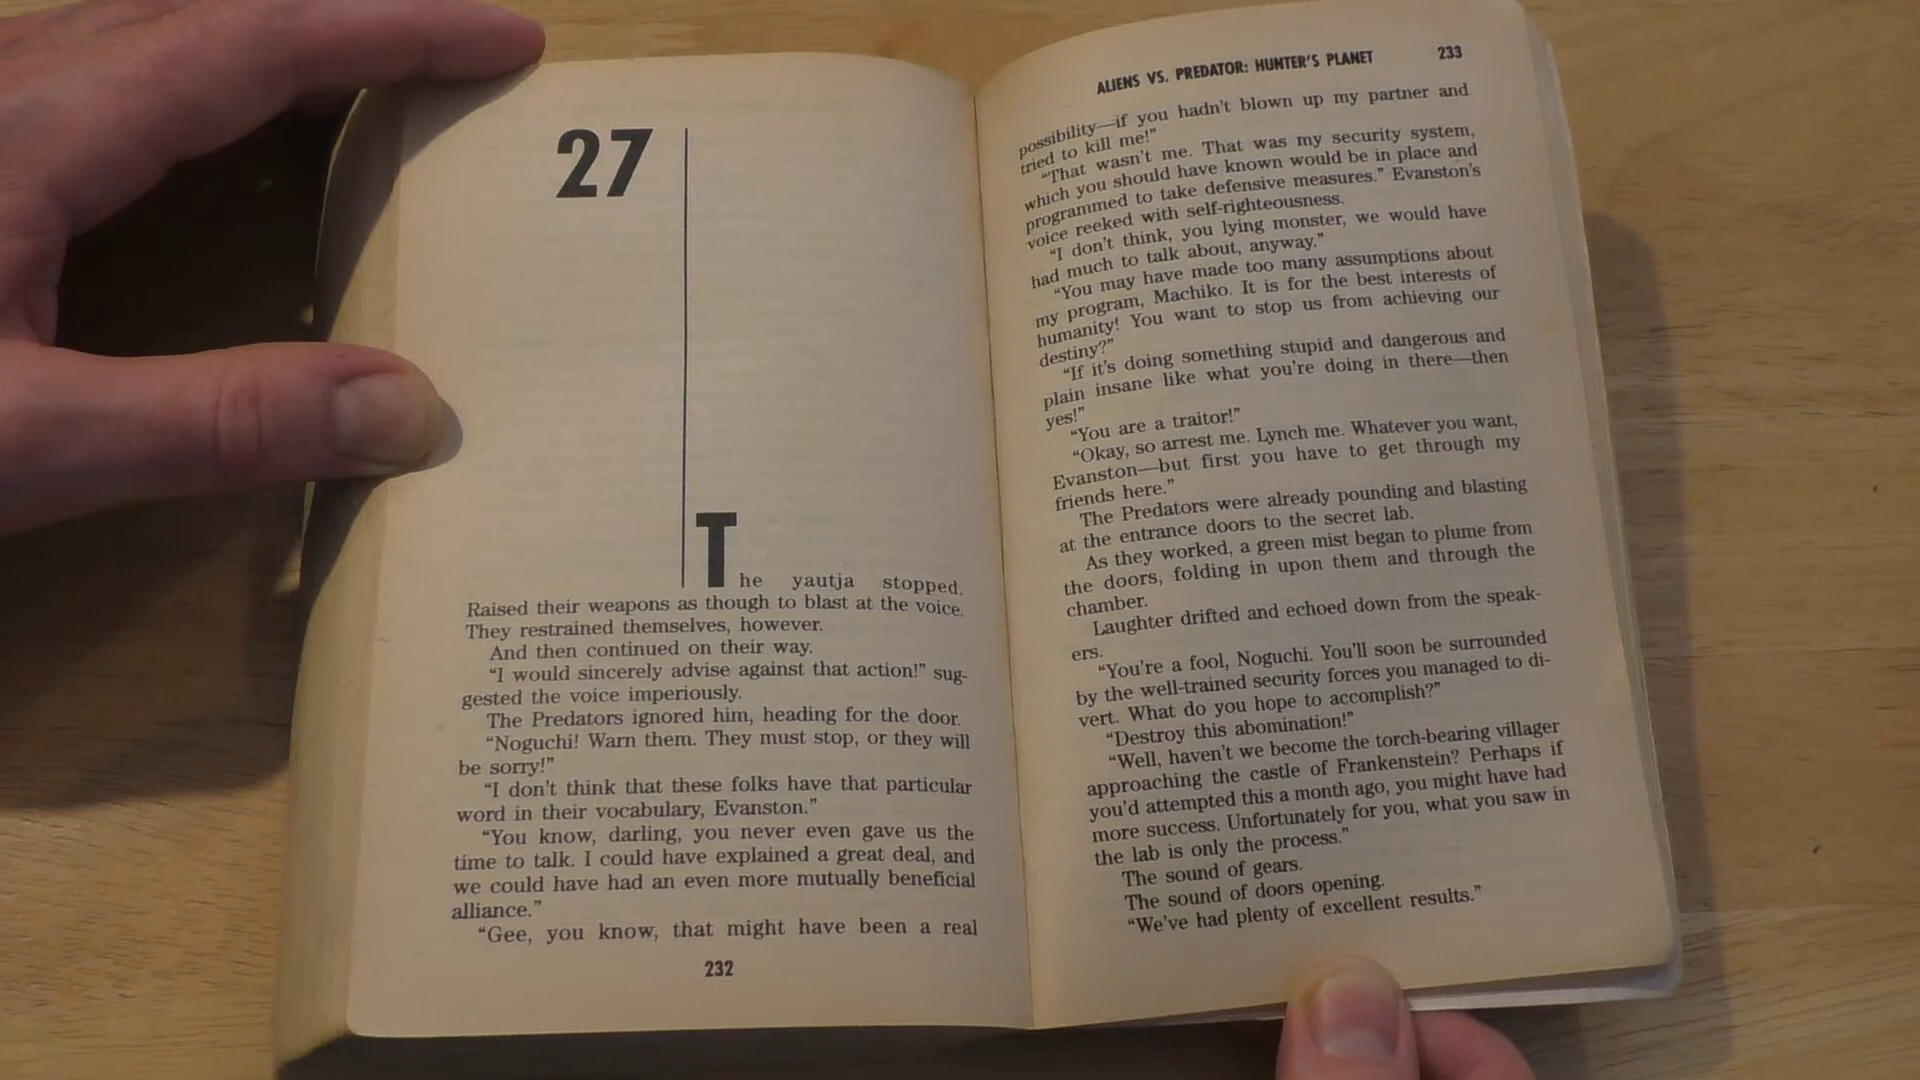 27
The yautja stopped.
Raised their weapons as though to blast at the voice.
They restrained themselves, however.
And then continued on their way.
“I would sincerely advise against that action!” sug-
gested the voice imperiously.
The Predators ignored him, heading for the door.
“Noguchi! Warn them. They must stop, or they will
be sorry!”
“I don’t think that these folks have that particular
word in their vocabulary, Evanston.”
“You know, darling, you never even gave us the
time to talk. I could have explained a great deal, and
we could have had an even more mutually beneficial
alliance.”
“Gee, you know, that might have been a real
232
ALIENS VS. PREDATOR: HUNTER’S PLANET 233
possibility—if you hadn’t blown up my partner and
tried to kill me!”
“That wasn’t me. That was my security system,
which you should have known would be in place and
programmed to take defensive measures.” Evanston’s
voice reeked with self-righteousness.
“I don’t think, you lying monster, we would have
had much to talk about, anyway.”
“You may have made too many assumptions about
my program, Machiko. It is for the best interests of
humanity! You want to stop us from achieving our
destiny?”
“If it’s doing something stupid and dangerous and
plain insane like what you’re doing in there—then
yes!”
“You are a traitor!”
“Okay, so arrest me. Lynch me. Whatever you want,
Evanston—but first you have to get through my
friends here.”
The Predators were already pounding and blasting
at the entrance doors to the secret lab.
As they worked, a green mist began to plume from
the doors, folding in upon them and through the
chamber.
Laughter drifted and echoed down from the speak-
ers.
“You’re a fool, Noguchi. You’ll soon be surrounded
by the well-trained security forces you managed to di-
vert. What do you hope to accomplish?”
“Destroy this abomination!”
“Well, haven’t we become the torch-bearing villager
approaching the castle of Frankenstein? Perhaps if
you’d attempted this a month ago, you might have had
more success. Unfortunately for you, what you saw in
the lab is only the process.”
The sound of gears.
The sound of doors opening.
“We’ve had plenty of excellent results.”